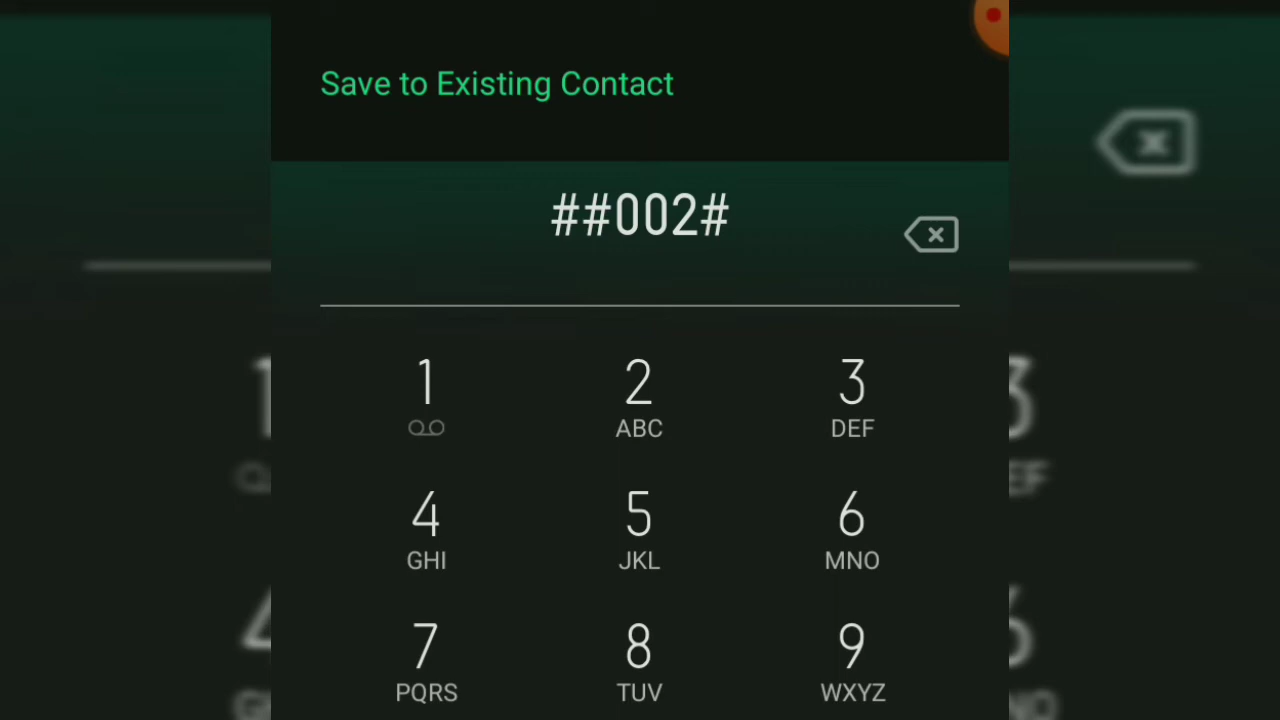 Save to Existing Contact
##002#
1 2 3
ABC DEF
4 5 6
GHI JKL MNO
7 8 9
PQRS TUV WXYZ